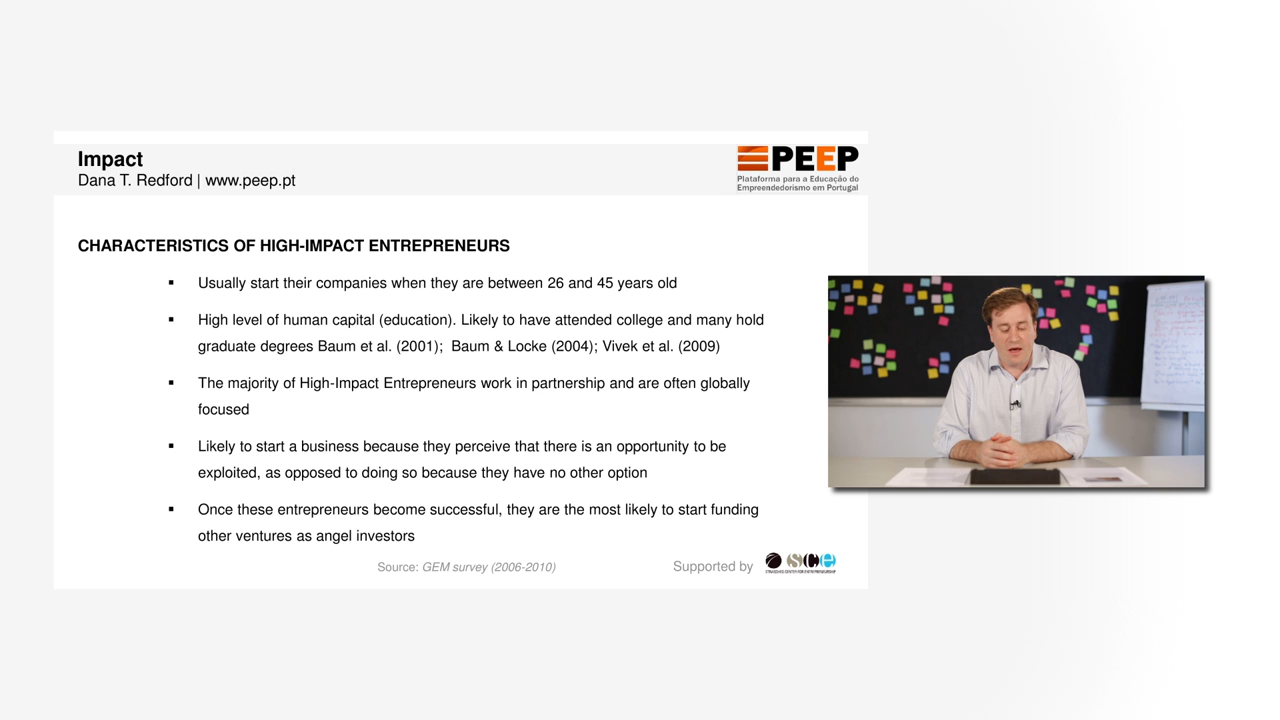 Impact
Dana T. Redford | www.peep.pt
PEEP
Plataforma para a Educação do
Empreendedorismo em Portugal
CHARACTERISTICS OF HIGH-IMPACT ENTREPRENEURS
▪ Usually start their companies when they are between 26 and 45 years old
▪ High level of human capital (education). Likely to have attended college and many hold
graduate degrees Baum et al. (2001);  Baum & Locke (2004); Vivek et al. (2009)
▪ The majority of High-Impact Entrepreneurs work in partnership and are often globally
focused
▪ Likely to start a business because they perceive that there is an opportunity to be
exploited, as opposed to doing so because they have no other option
▪ Once these entrepreneurs become successful, they are the most likely to start funding
other ventures as angel investors
Source: GEM survey (2006-2010)
Supported by
sce
STRASCHEG CENTER FOR ENTREPRENEURSHIP